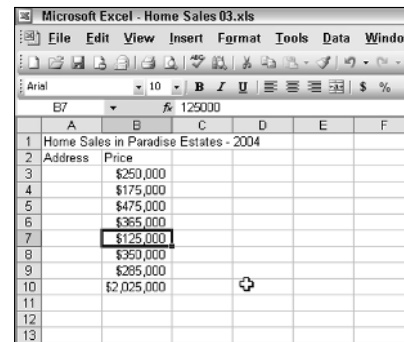 Microsoft Excel - Home Sales 03.xls
File Edit View Insert Format Tools Data Windo
Arial 10 B I U $ %
B7 fx 125000
A B C D E F
1 Home Sales in Paradise Estates - 2004
2 Address Price
3 $250,000
4 $175,000
5 $475,000
6 $365,000
7 $125,000
8 $350,000
9 $285,000
10 $2,025,000
11
12
13